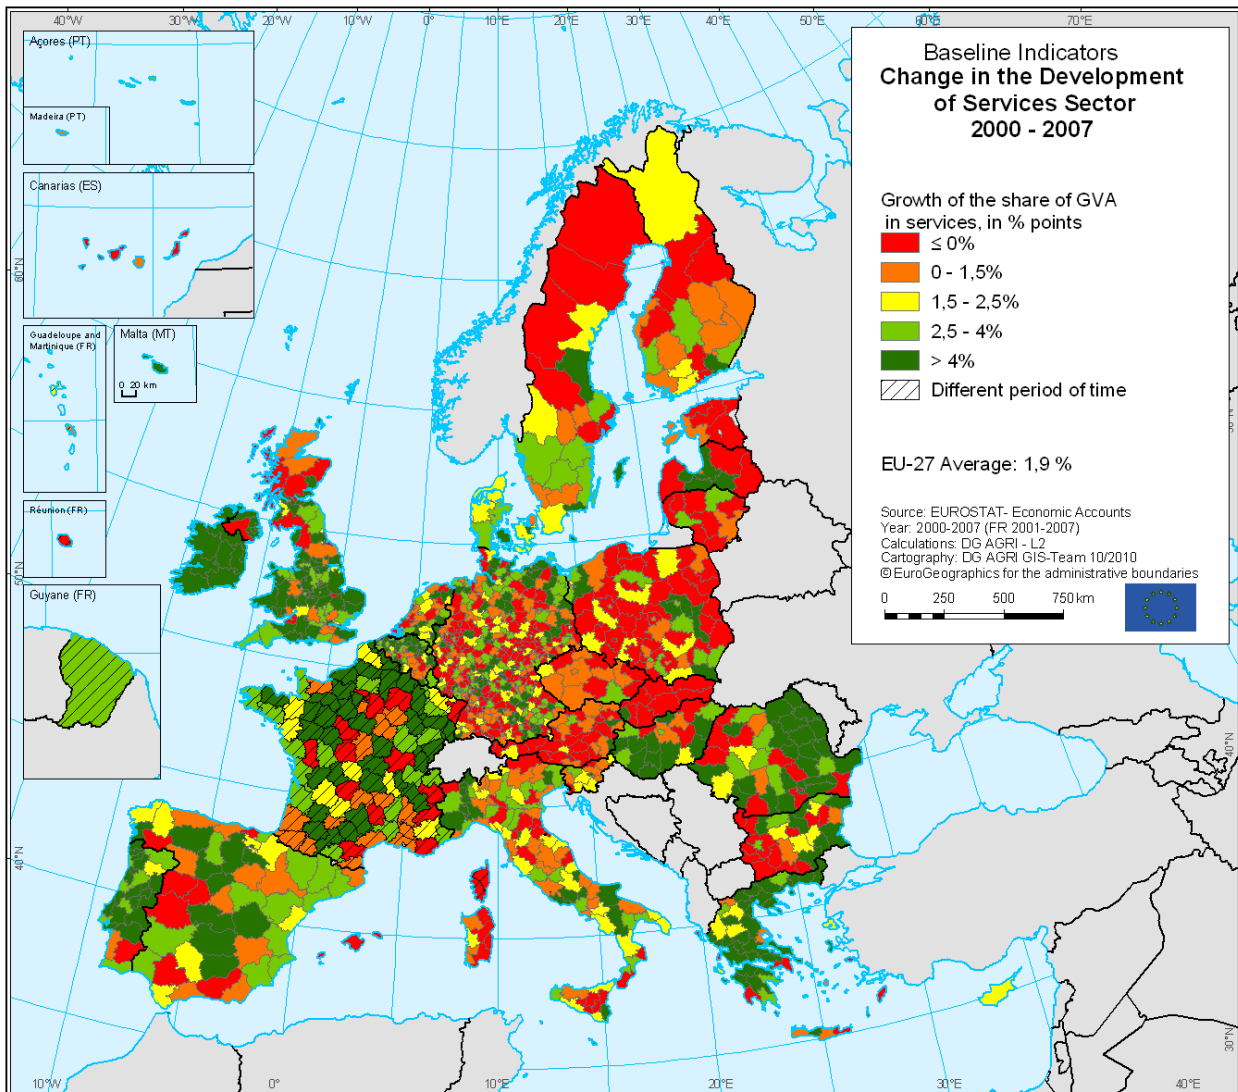 40°W
30°W
20°W
10°W
0°
10°E
20°E
30°E
40°E
50°E
60°E
70°E
Açores (PT)
Madeira (PT)
Canarias (ES)
Guadeloupe and
Martinique (FR)
Malta (MT)
0 20 km
Réunion (FR)
Guyane (FR)
Baseline Indicators
Change in the Development
of Services Sector
2000 - 2007
Growth of the share of GVA
in services, in % points
≤ 0%
0 - 1,5%
1,5 - 2,5%
2,5 - 4%
> 4%
Different period of time
EU-27 Average: 1,9 %
Source: EUROSTAT- Economic Accounts
Year: 2000-2007 (FR 2001-2007)
Calculations: DG AGRI - L2
Cartography: DG AGRI GIS-Team 10/2010
© EuroGeographics for the administrative boundaries
0 250 500 750 km
60°N
50°N
40°N
40°N
30°N
10°W
0°
10°E
20°E
30°E
40°E